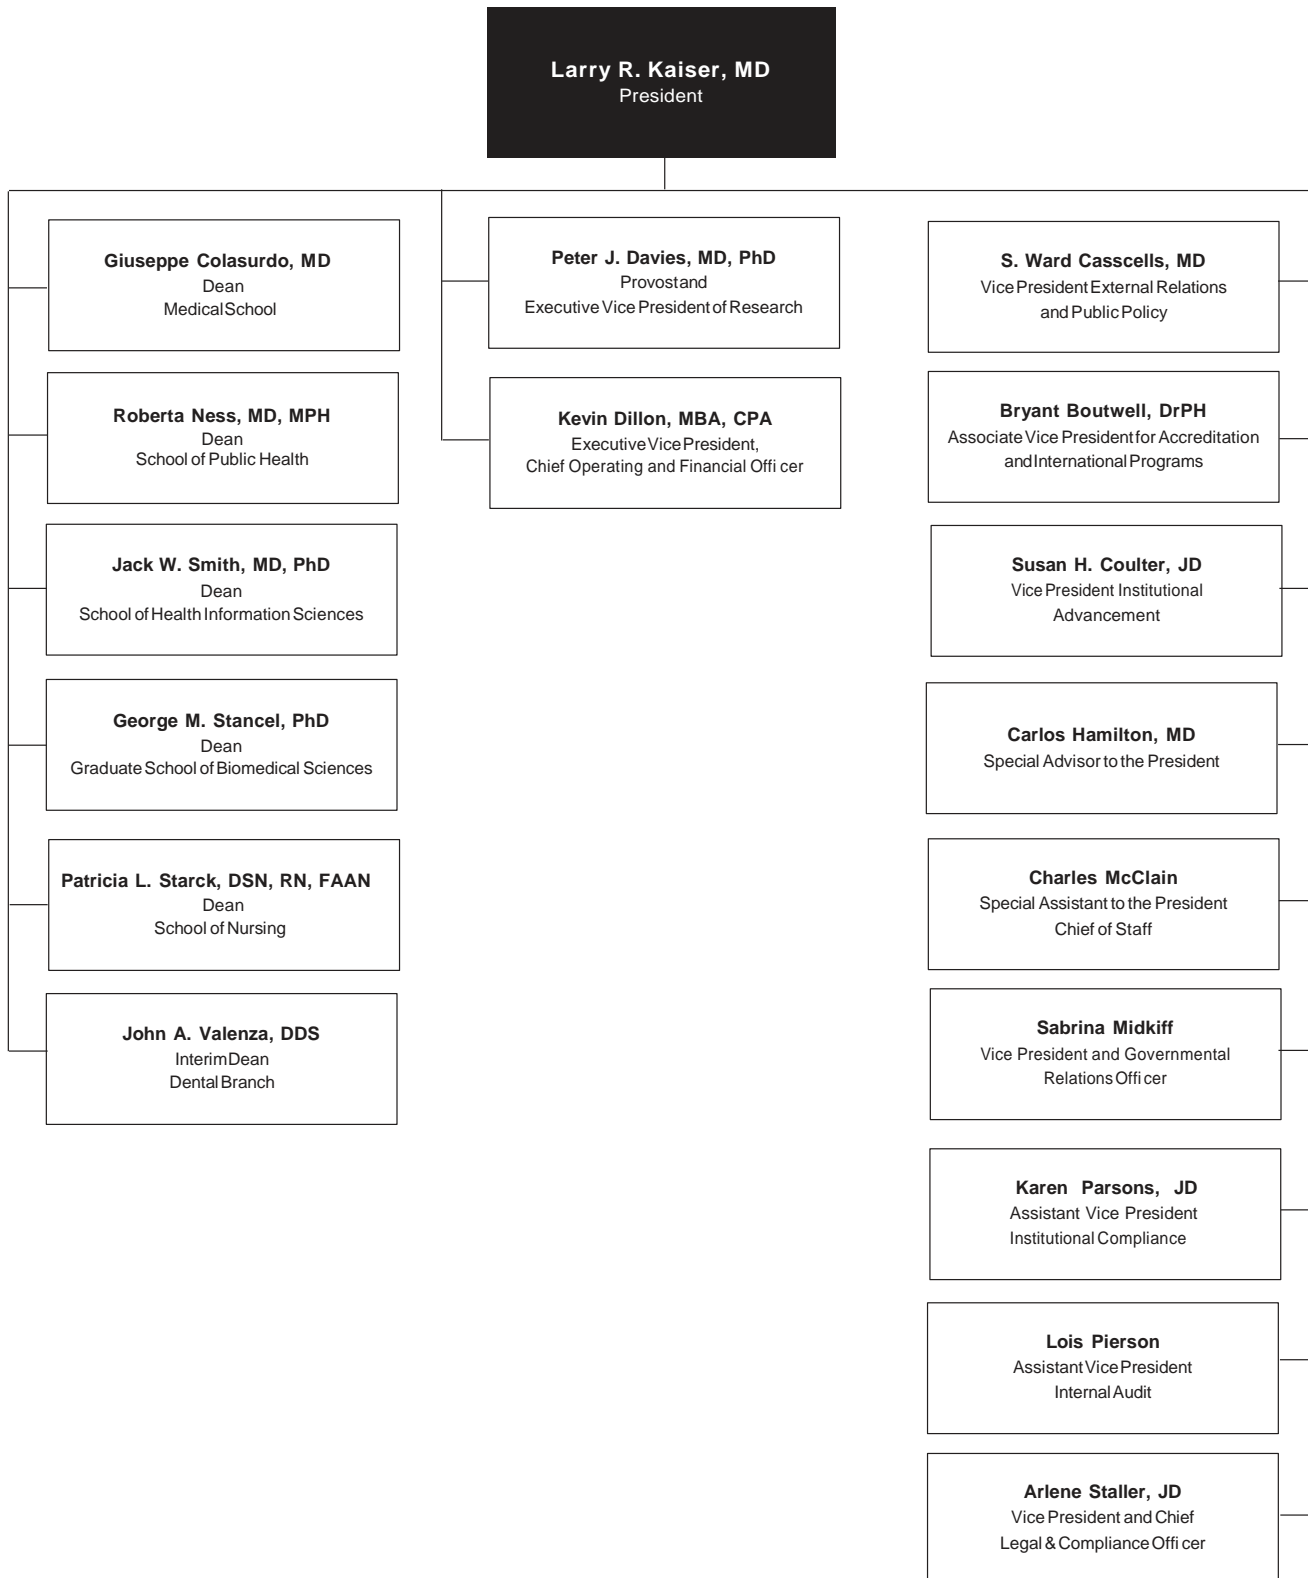 Larry R. Kaiser, MD
President
Giuseppe Colasurdo, MD
Dean
Medical School
Roberta Ness, MD, MPH
Dean
School of Public Health
Jack W. Smith, MD, PhD
Dean
School of Health Information Sciences
George M. Stancel, PhD
Dean
Graduate School of Biomedical Sciences
Patricia L. Starck, DSN, RN, FAAN
Dean
School of Nursing
John A. Valenza, DDS
Interim Dean
Dental Branch
Peter J. Davies, MD, PhD
Provost and
Executive Vice President of Research
Kevin Dillon, MBA, CPA
Executive Vice President,
Chief Operating and Financial Officer
S. Ward Casscells, MD
Vice President External Relations
and Public Policy
Bryant Boutwell, DrPH
Associate Vice President for Accreditation
and International Programs
Susan H. Coulter, JD
Vice President Institutional
Advancement
Carlos Hamilton, MD
Special Advisor to the President
Charles McClain
Special Assistant to the President
Chief of Staff
Sabrina Midkiff
Vice President and Governmental
Relations Officer
Karen Parsons, JD
Assistant Vice President
Institutional Compliance
Lois Pierson
Assistant Vice President
Internal Audit
Arlene Staller, JD
Vice President and Chief
Legal & Compliance Officer